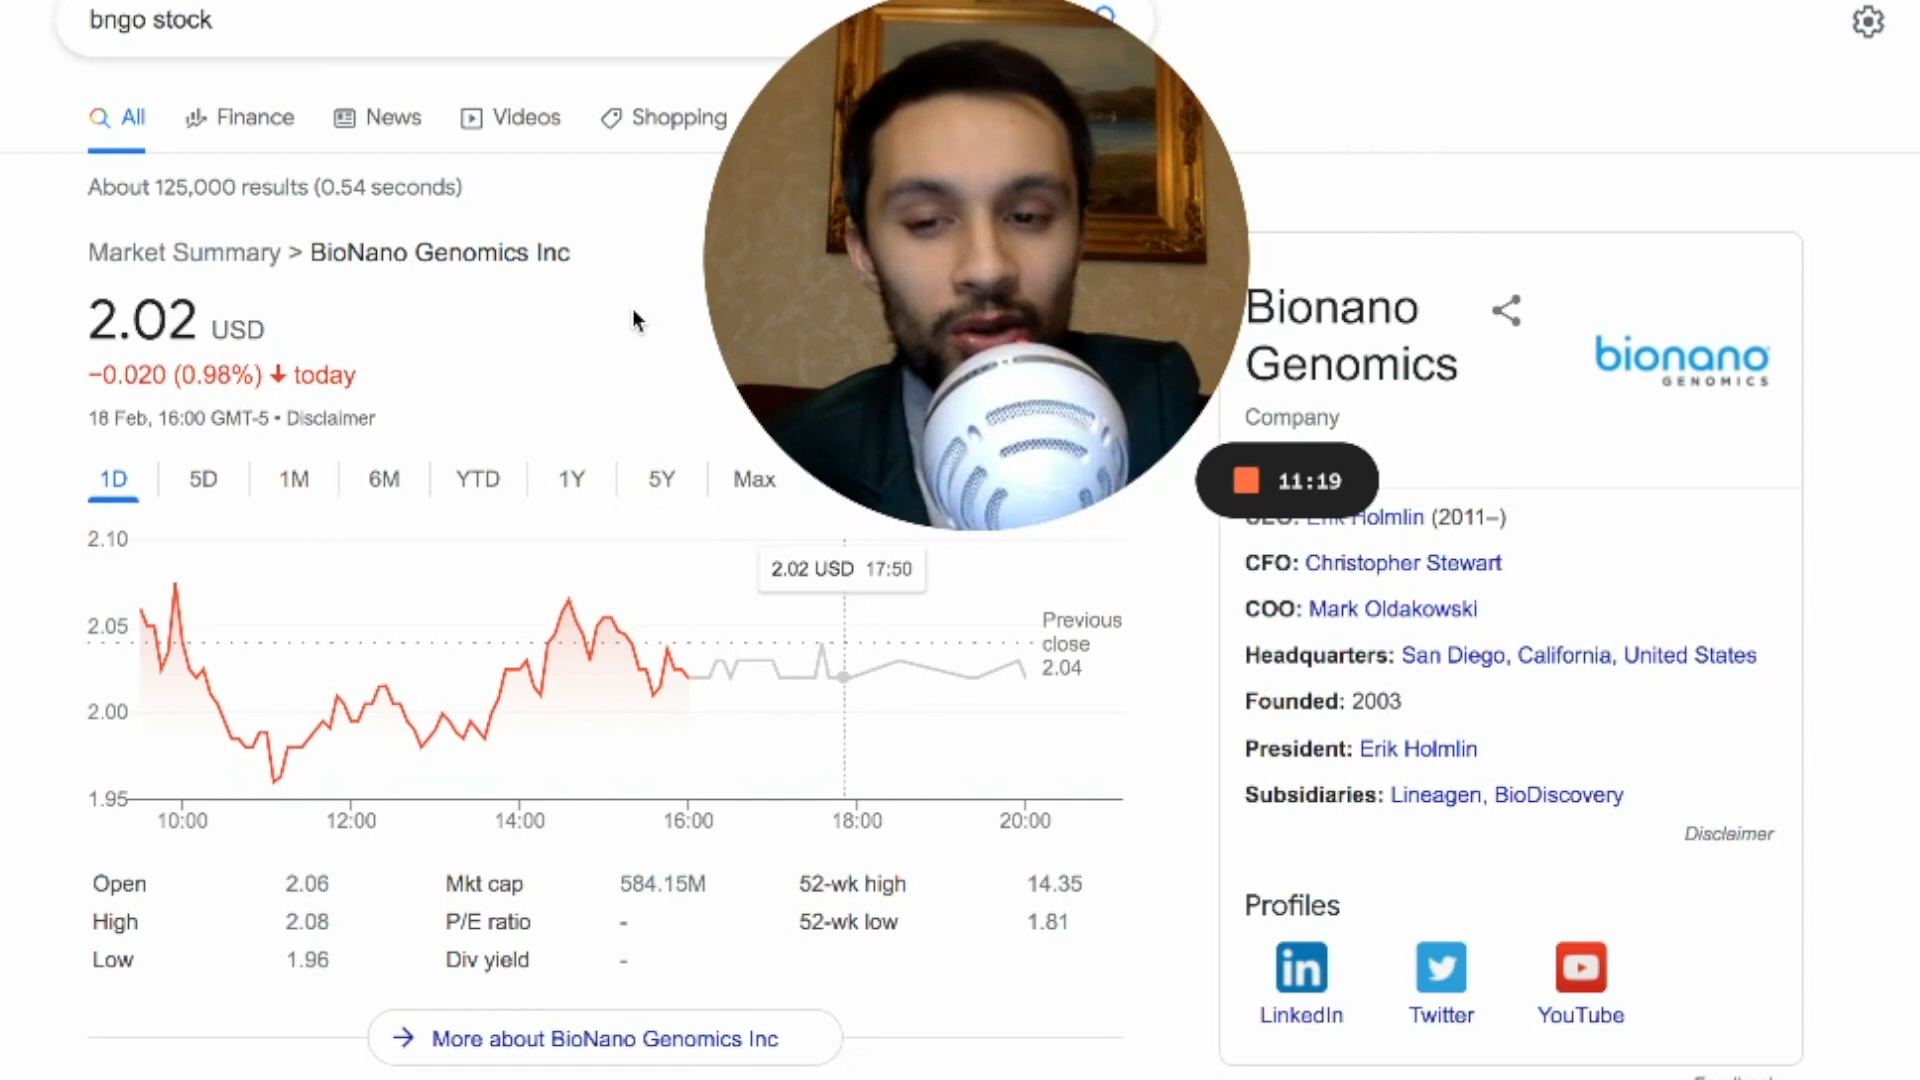 bngo stock
All
Finance
News
Videos
Shopping
About 125,000 results (0.54 seconds)
Market Summary > BioNano Genomics Inc
2.02 USD
−0.020 (0.98%) today
18 Feb, 16:00 GMT-5 • Disclaimer
1D 5D 1M 6M YTD 1Y 5Y Max
2.10
2.05
2.00
1.95
2.02 USD 17:50
Previous
close
2.04
10:00 12:00 14:00 16:00 18:00 20:00
Open 2.06 Mkt cap 584.15M 52-wk high 14.35
High 2.08 P/E ratio - 52-wk low 1.81
Low 1.96 Div yield -
More about BioNano Genomics Inc
Bionano
Genomics
bionano
GENOMICS
Company
11:19
Holmlin (2011–)
CFO: Christopher Stewart
COO: Mark Oldakowski
Headquarters: San Diego, California, United States
Founded: 2003
President: Erik Holmlin
Subsidiaries: Lineagen, BioDiscovery
Disclaimer
Profiles
in
LinkedIn
Twitter
YouTube